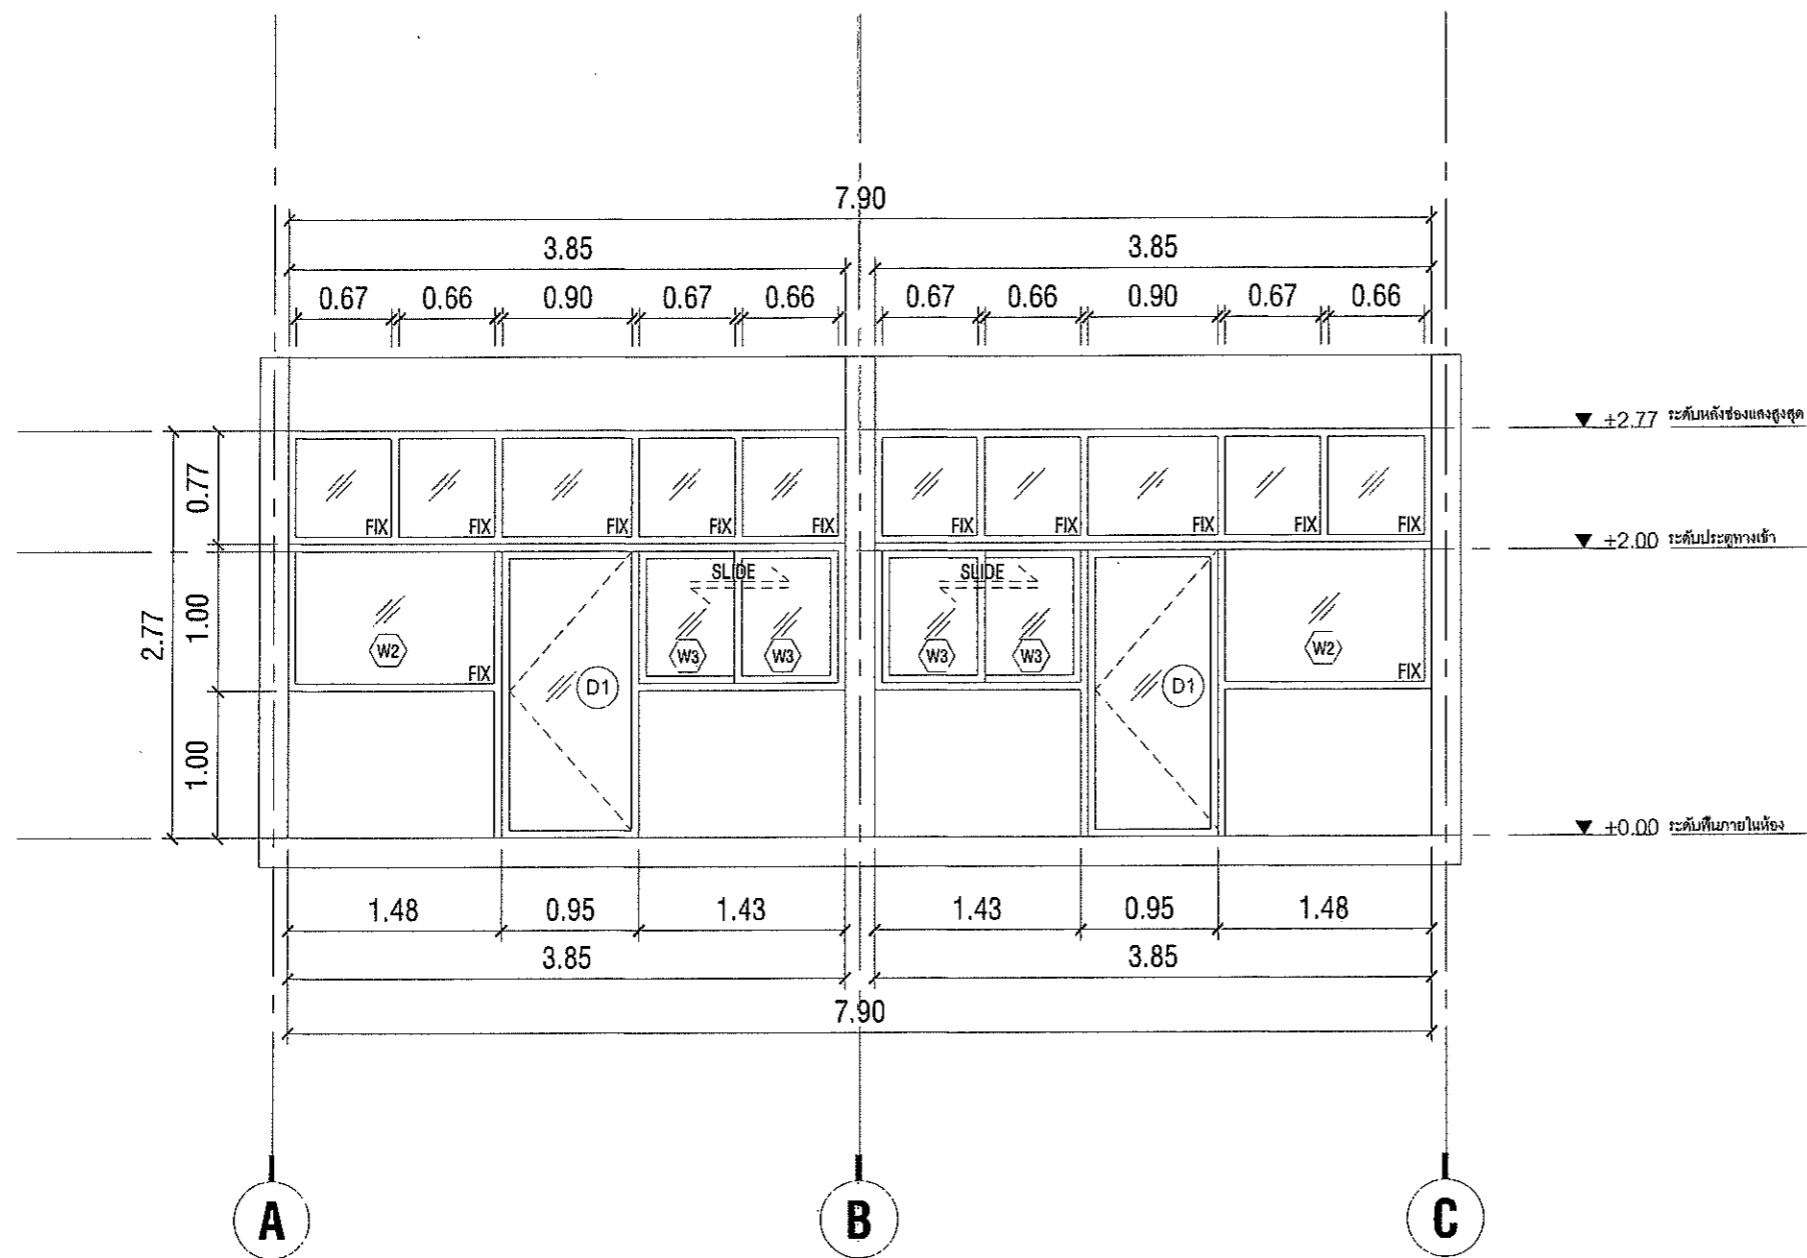 7.90
3.85 3.85
0.67 0.66 0.90 0.67 0.66 0.67 0.66 0.90 0.67 0.66
±2.77 ระดับหลังช่องแสงสูงสุด
0.77
FIX FIX FIX FIX FIX FIX FIX FIX FIX FIX
±2.00 ระดับประตูทางเข้า
SLIDE SLIDE
2.77 1.00
W2 W3 W3 W3 W3 W2
FIX FIX
D1 D1
1.00
±0.00 ระดับพื้นภายในห้อง
1.48 0.95 1.43 1.43 0.95 1.48
3.85 3.85
7.90
A B C